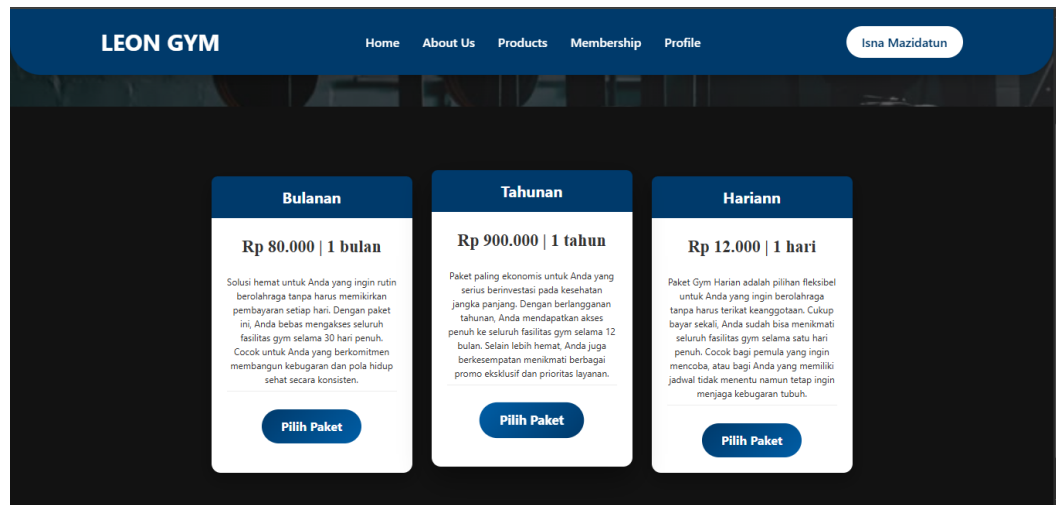 LEON GYM
Home About Us Products Membership Profile
Isna Mazidatun
Bulanan
Rp 80.000 | 1 bulan
Solusi hemat untuk Anda yang ingin rutin
berolahraga tanpa harus memikirkan
pembayaran setiap hari. Dengan paket
ini, Anda bebas mengakses seluruh
fasilitas gym selama 30 hari penuh.
Cocok untuk Anda yang berkomitmen
membangun kebugaran dan pola hidup
sehat secara konsisten.
Pilih Paket
Tahunan
Rp 900.000 | 1 tahun
Paket paling ekonomis untuk Anda yang
serius berinvestasi pada kesehatan
jangka panjang. Dengan berlangganan
tahunan, Anda mendapatkan akses
penuh ke seluruh fasilitas gym selama 12
bulan. Selain lebih hemat, Anda juga
berkesempatan menikmati berbagai
promo eksklusif dan prioritas layanan.
Pilih Paket
Hariann
Rp 12.000 | 1 hari
Paket Gym Harian adalah pilihan fleksibel
untuk Anda yang ingin berolahraga
tanpa harus terikat keanggotaan. Cukup
bayar sekali, Anda sudah bisa menikmati
seluruh fasilitas gym selama satu hari
penuh. Cocok bagi pemula yang ingin
mencoba, atau bagi Anda yang memiliki
jadwal tidak menentu namun tetap ingin
menjaga kebugaran tubuh.
Pilih Paket